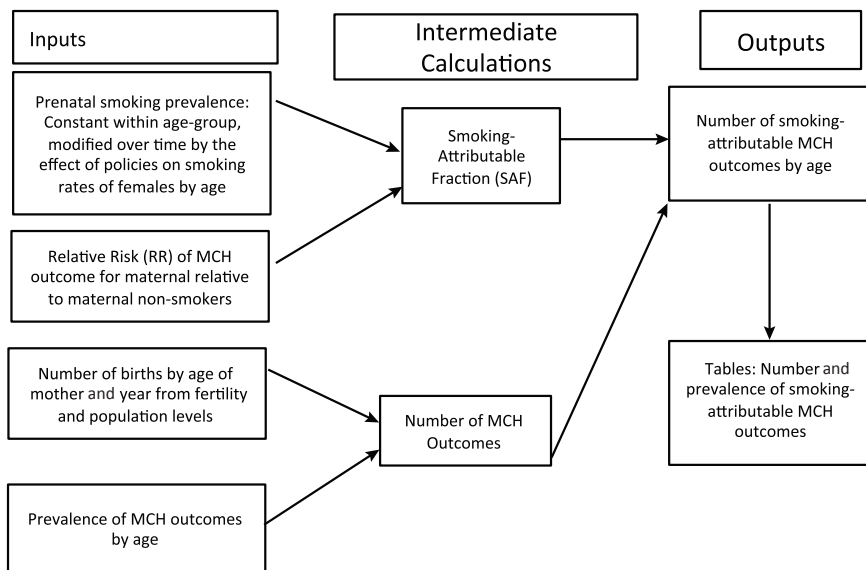 Inputs
Intermediate
Calculations
Outputs
Prenatal smoking prevalence:
Constant within age-group,
modified over time by the
effect of policies on smoking
rates of females by age
Smoking-
Attributable
Fraction (SAF)
Number of smoking-
attributable MCH
outcomes by age
Relative Risk (RR) of MCH
outcome for maternal relative
to maternal non-smokers
Number of births by age of
mother and year from fertility
and population levels
Number of MCH
Outcomes
Tables: Number and
prevalence of smoking-
attributable MCH
outcomes
Prevalence of MCH outcomes
by age